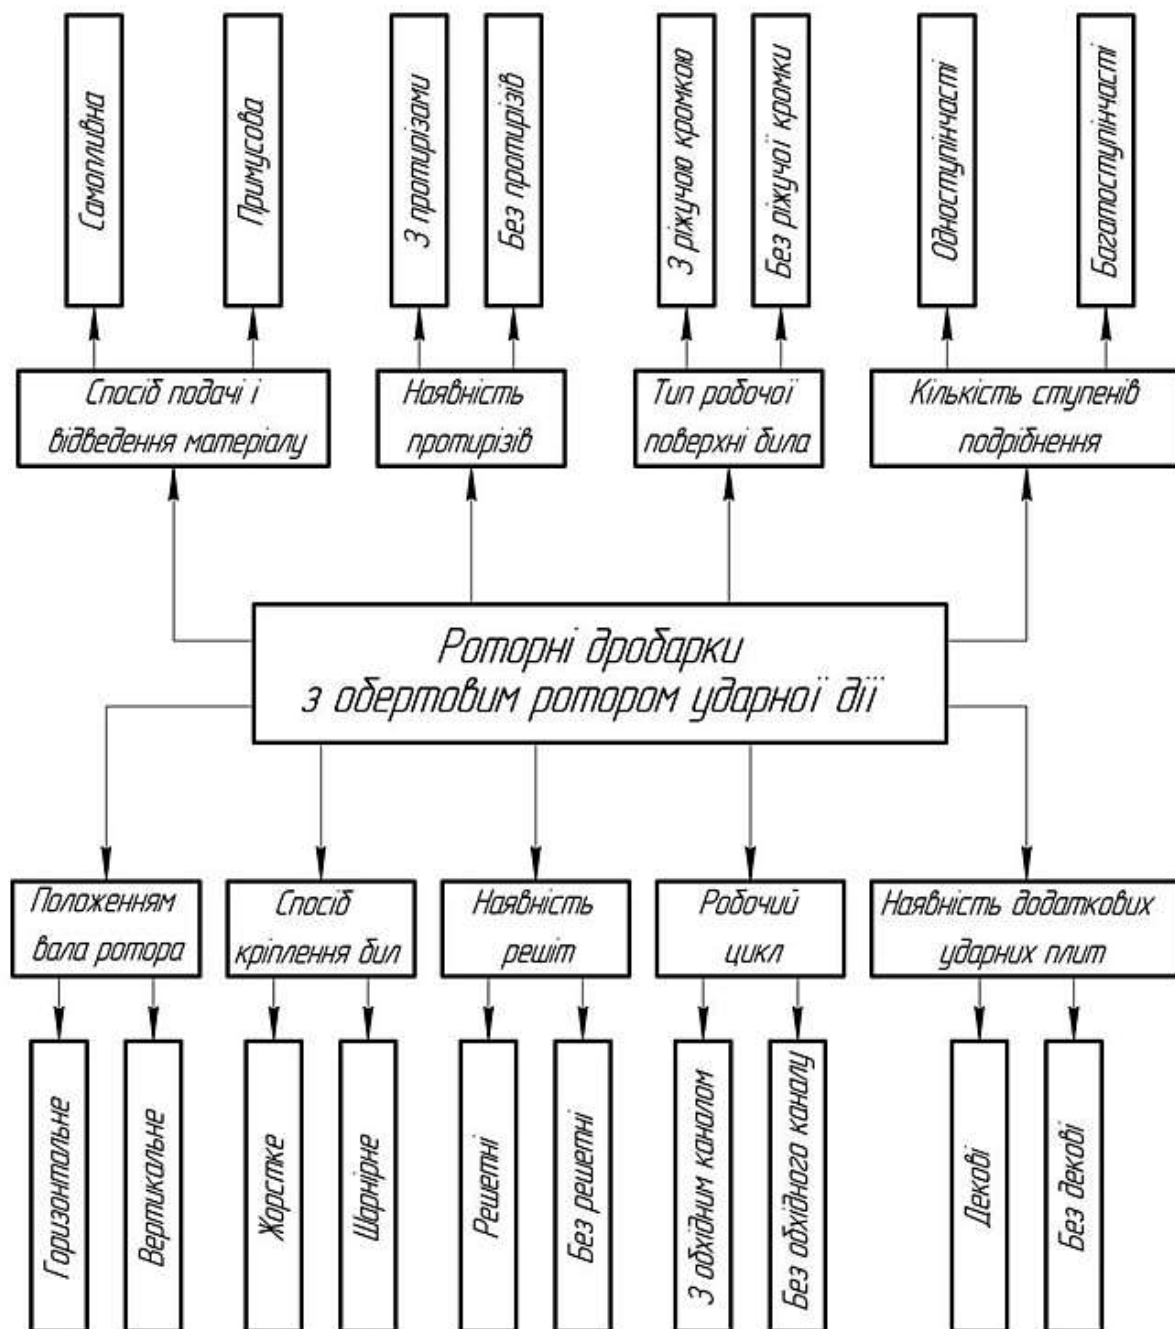 Самопливна
Примусова
З протирізами
Без протирізів
З ріжучою кромкою
Без ріжучої кромки
Одноступінчасті
Багатоступінчасті
Спосіб подачі і
відведення матеріалу
Наявність
протирізів
Тип робочої
поверхні била
Кількість ступенів
подрібнення
Роторні дробарки
з обертовим ротором ударної дії
Положенням
вала ротора
Спосіб
кріплення бил
Наявність
решіт
Робочий
цикл
Наявність додаткових
ударних плит
Горизонтальне
Вертикальне
Жорстке
Шарнірне
Решетні
Без решетні
З обхідним каналом
Без обхідного каналу
Декові
Без декові